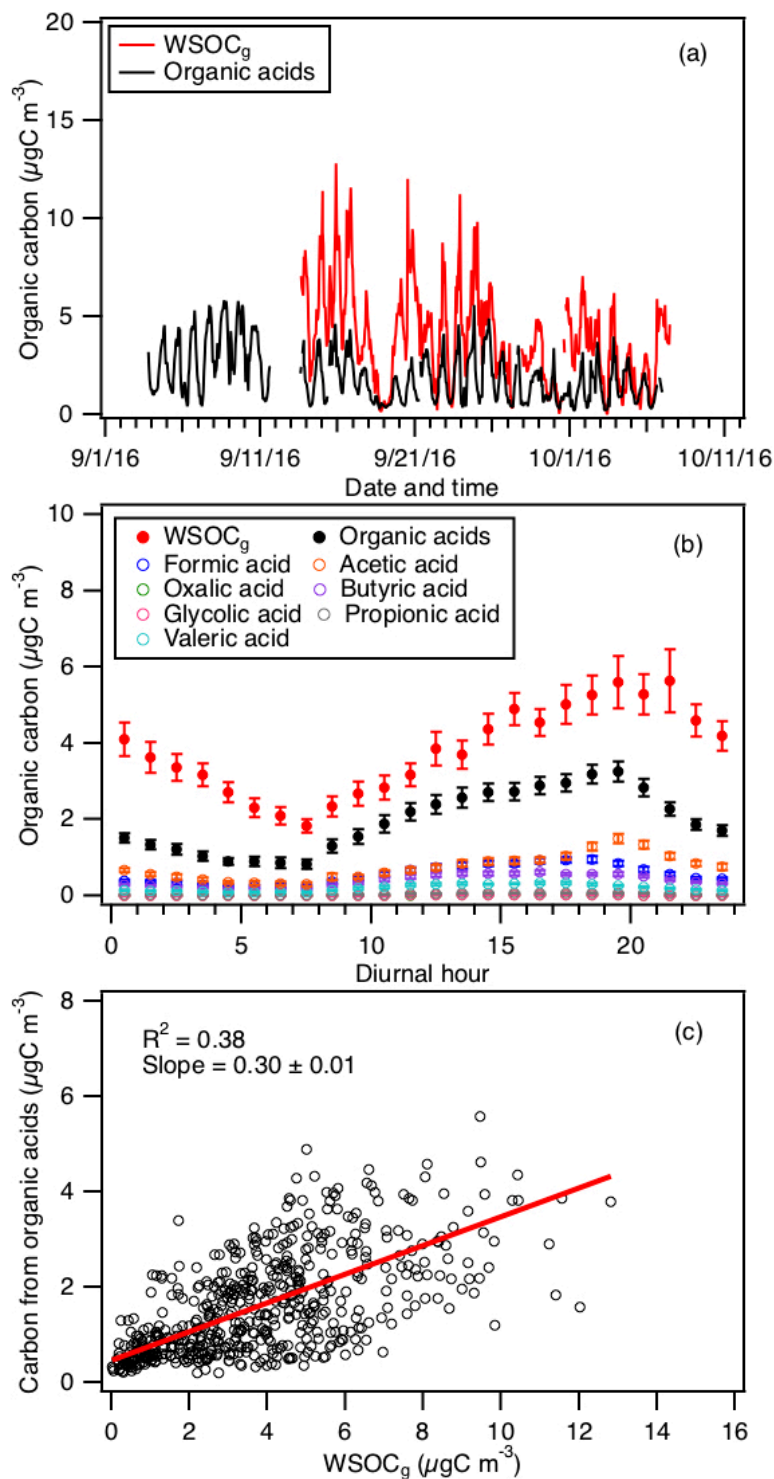 20
15
10
5
0
Organic carbon (µgC m⁻³)
WSOCg
Organic acids
(a)
9/1/16 9/11/16 9/21/16 10/1/16 10/11/16
Date and time
10
8
6
4
2
0
Organic carbon (µgC m⁻³)
WSOCg Organic acids
Formic acid Acetic acid
Oxalic acid Butyric acid
Glycolic acid Propionic acid
Valeric acid
(b)
0 5 10 15 20
Diurnal hour
8
6
4
2
0
Carbon from organic acids (µgC m⁻³)
R² = 0.38
Slope = 0.30 ± 0.01
(c)
0 2 4 6 8 10 12 14 16
WSOCg (µgC m⁻³)